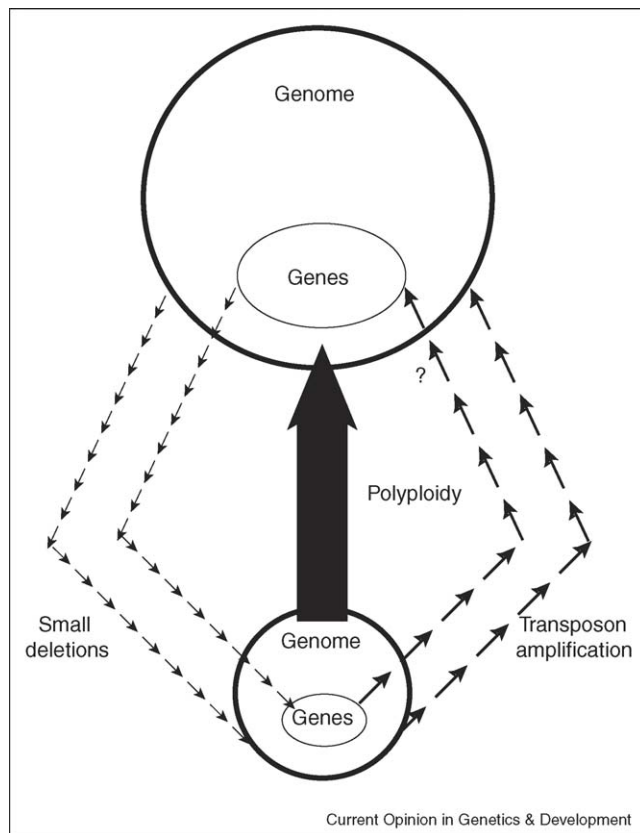 Genome
Genes
?
Polyploidy
Small
deletions
Transposon
amplification
Genome
Genes
Current Opinion in Genetics & Development